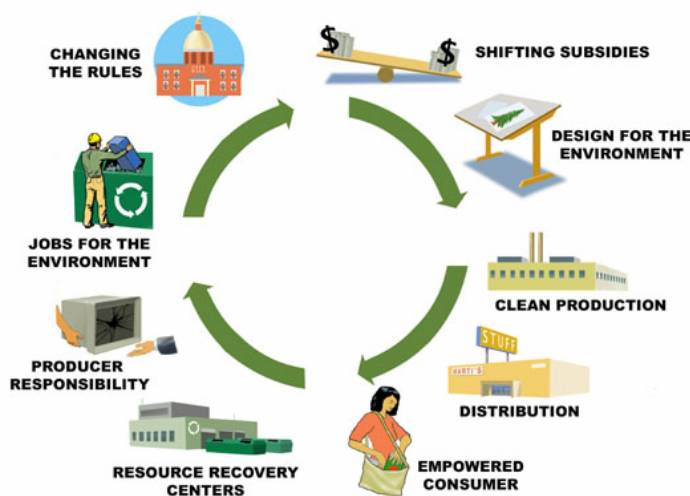 CHANGING
THE RULES
$
$
SHIFTING SUBSIDIES
DESIGN FOR THE
ENVIRONMENT
CLEAN PRODUCTION
STUFF
MARTI'S
DISTRIBUTION
EMPOWERED
CONSUMER
RESOURCE RECOVERY
CENTERS
PRODUCER
RESPONSIBILITY
JOBS FOR THE
ENVIRONMENT